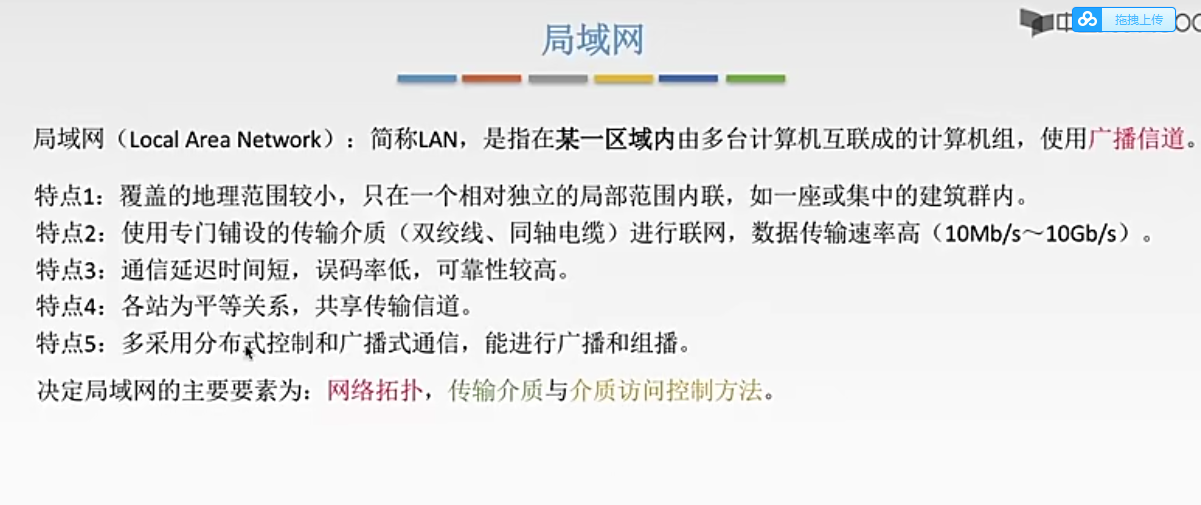 局域网
拖拽上传
局域网（Local Area Network）：简称LAN，是指在某一区域内由多台计算机互联成的计算机组，使用广播信道。
特点1：覆盖的地理范围较小，只在一个相对独立的局部范围内联，如一座或集中的建筑群内。
特点2：使用专门铺设的传输介质（双绞线、同轴电缆）进行联网，数据传输速率高（10Mb/s～10Gb/s）。
特点3：通信延迟时间短，误码率低，可靠性较高。
特点4：各站为平等关系，共享传输信道。
特点5：多采用分布式控制和广播式通信，能进行广播和组播。
决定局域网的主要要素为：网络拓扑，传输介质与介质访问控制方法。